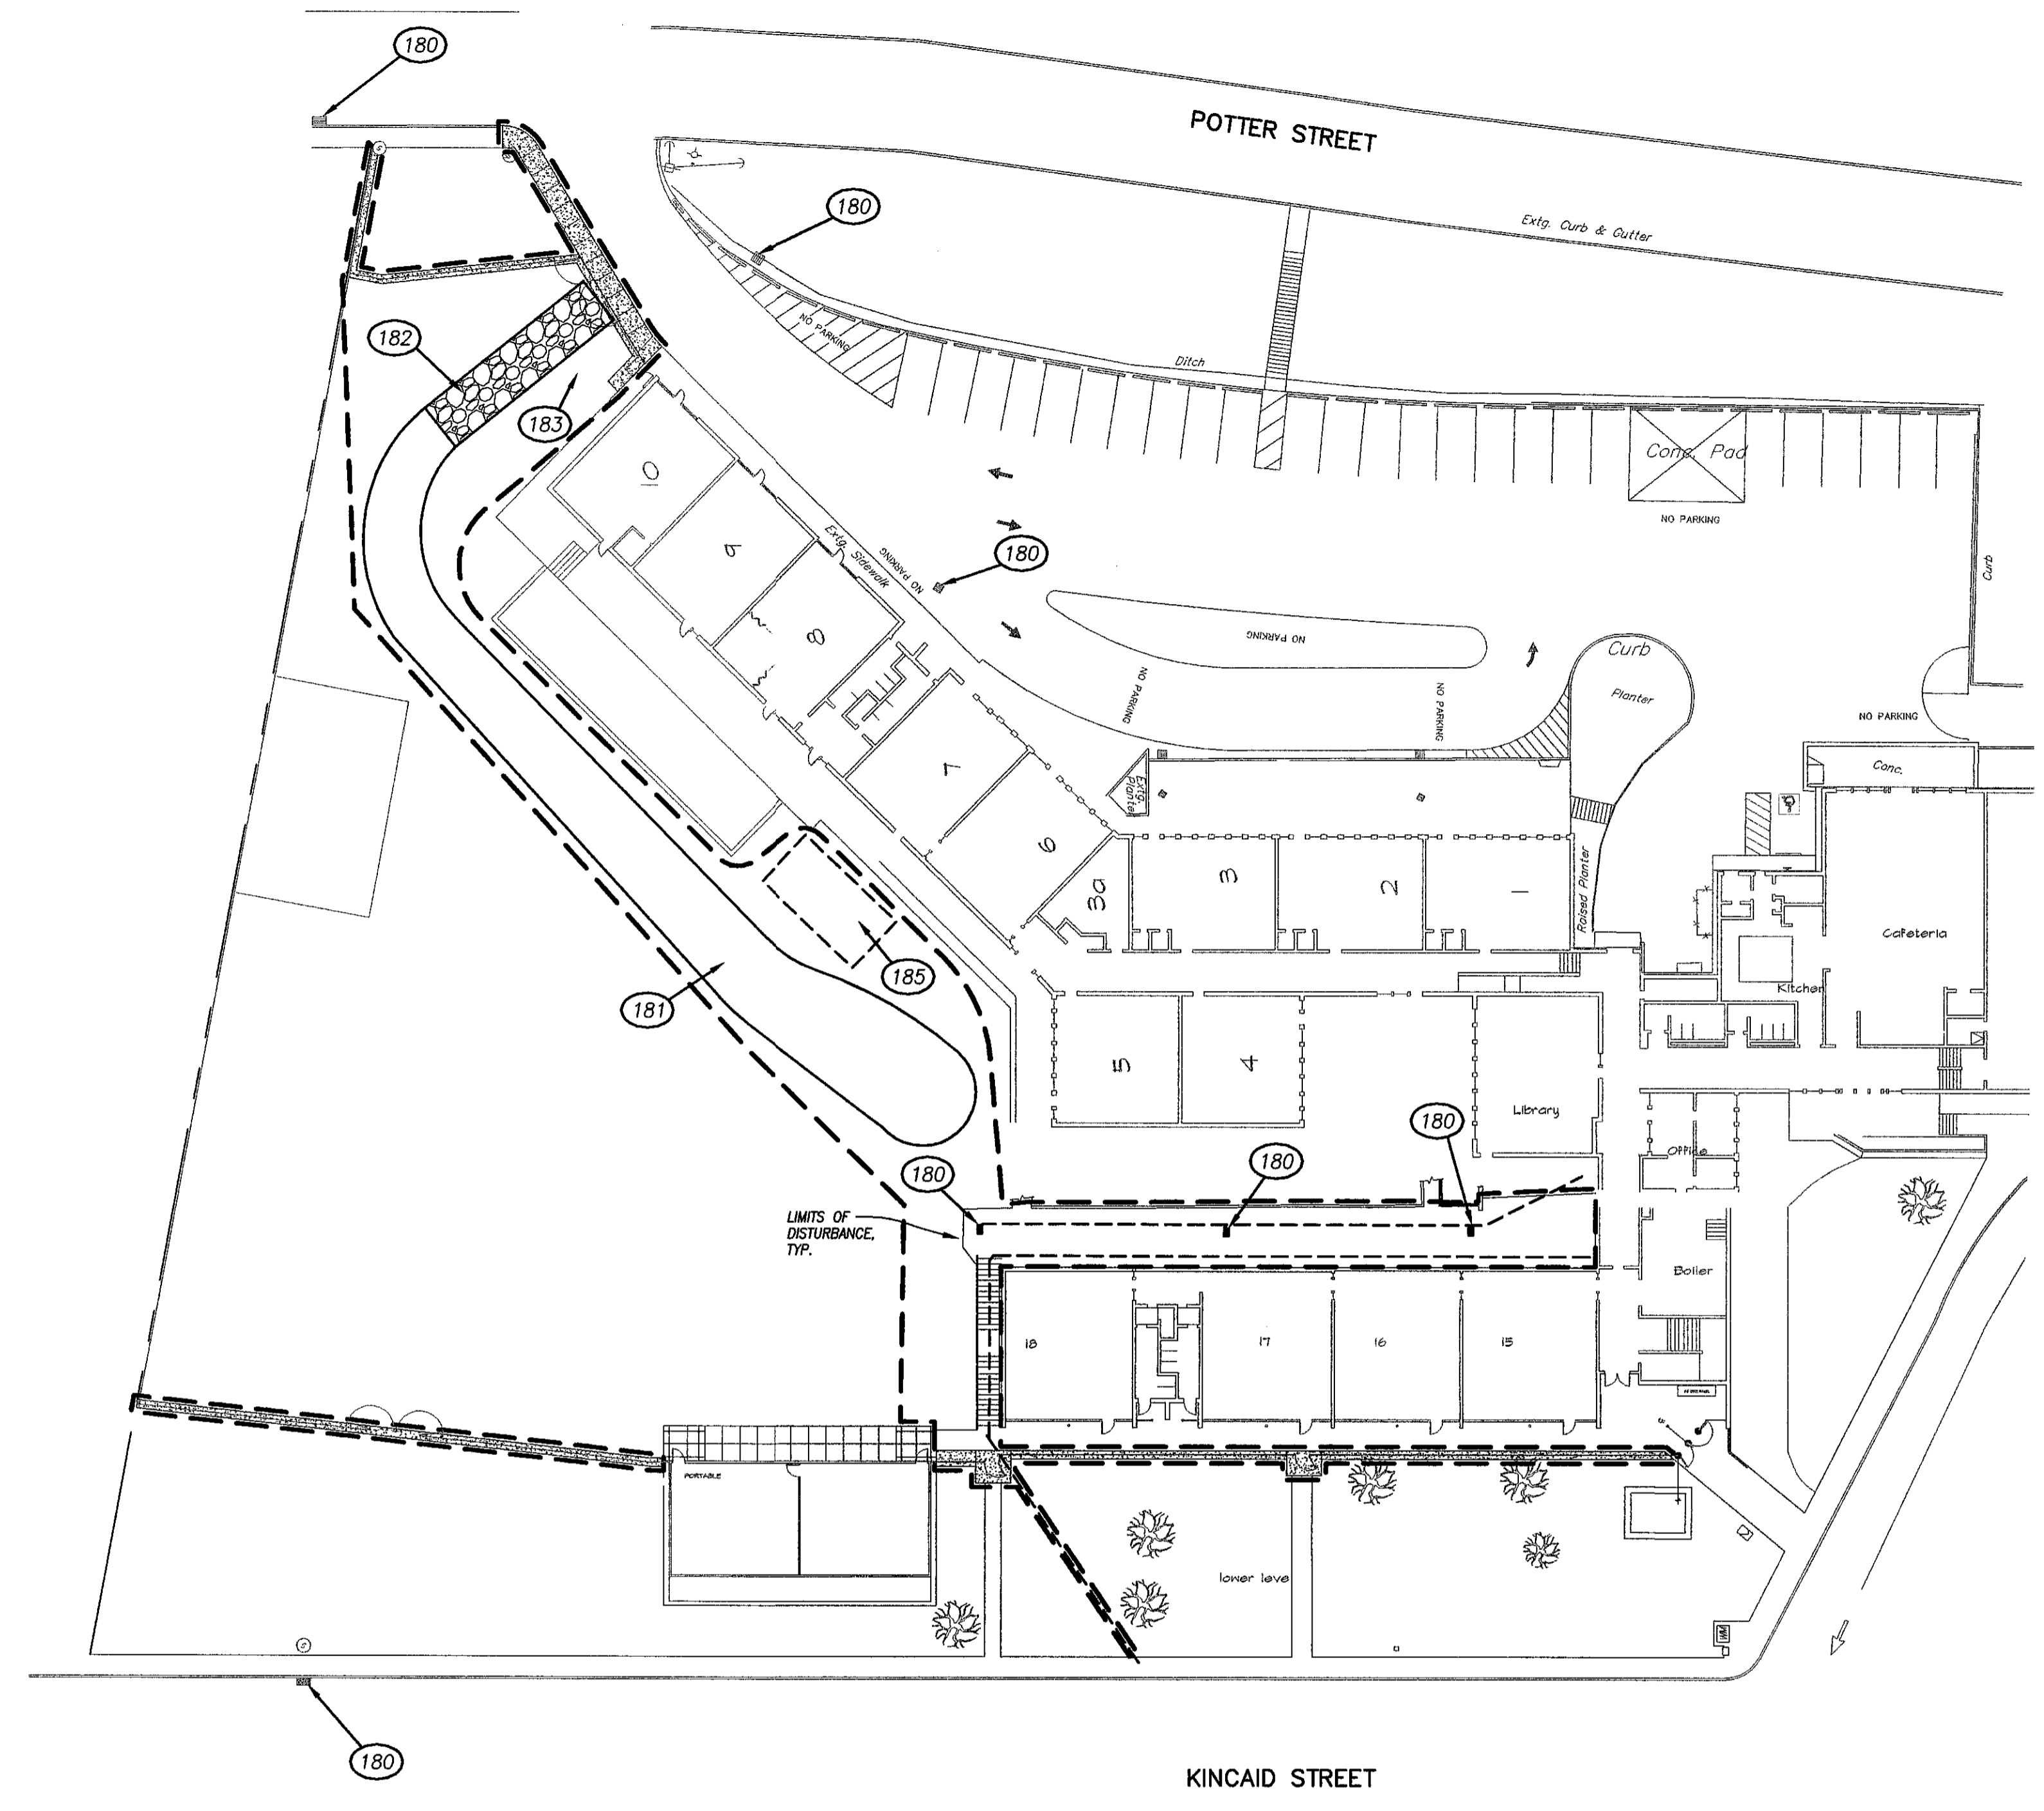 180
POTTER STREET
180
Extg. Curb & Gutter
NO PARKING
182
Ditch
183
Conc. Pad
10
NO PARKING
9
Extg. Sidewalk
NO PARKING
180
Curb
8
NO PARKING
Curb
Planter
NO PARKING
NO PARKING
NO PARKING
7
Extg.
Planter
Conc.
6
3a
3
2
1
Raised Planter
Cafeteria
185
Kitchen
181
5
4
Library
180
Office
180
180
LIMITS OF
DISTURBANCE,
TYP.
Boiler
18
17
16
15
PORTABLE
lower leve
S
WM
S
180
KINCAID STREET